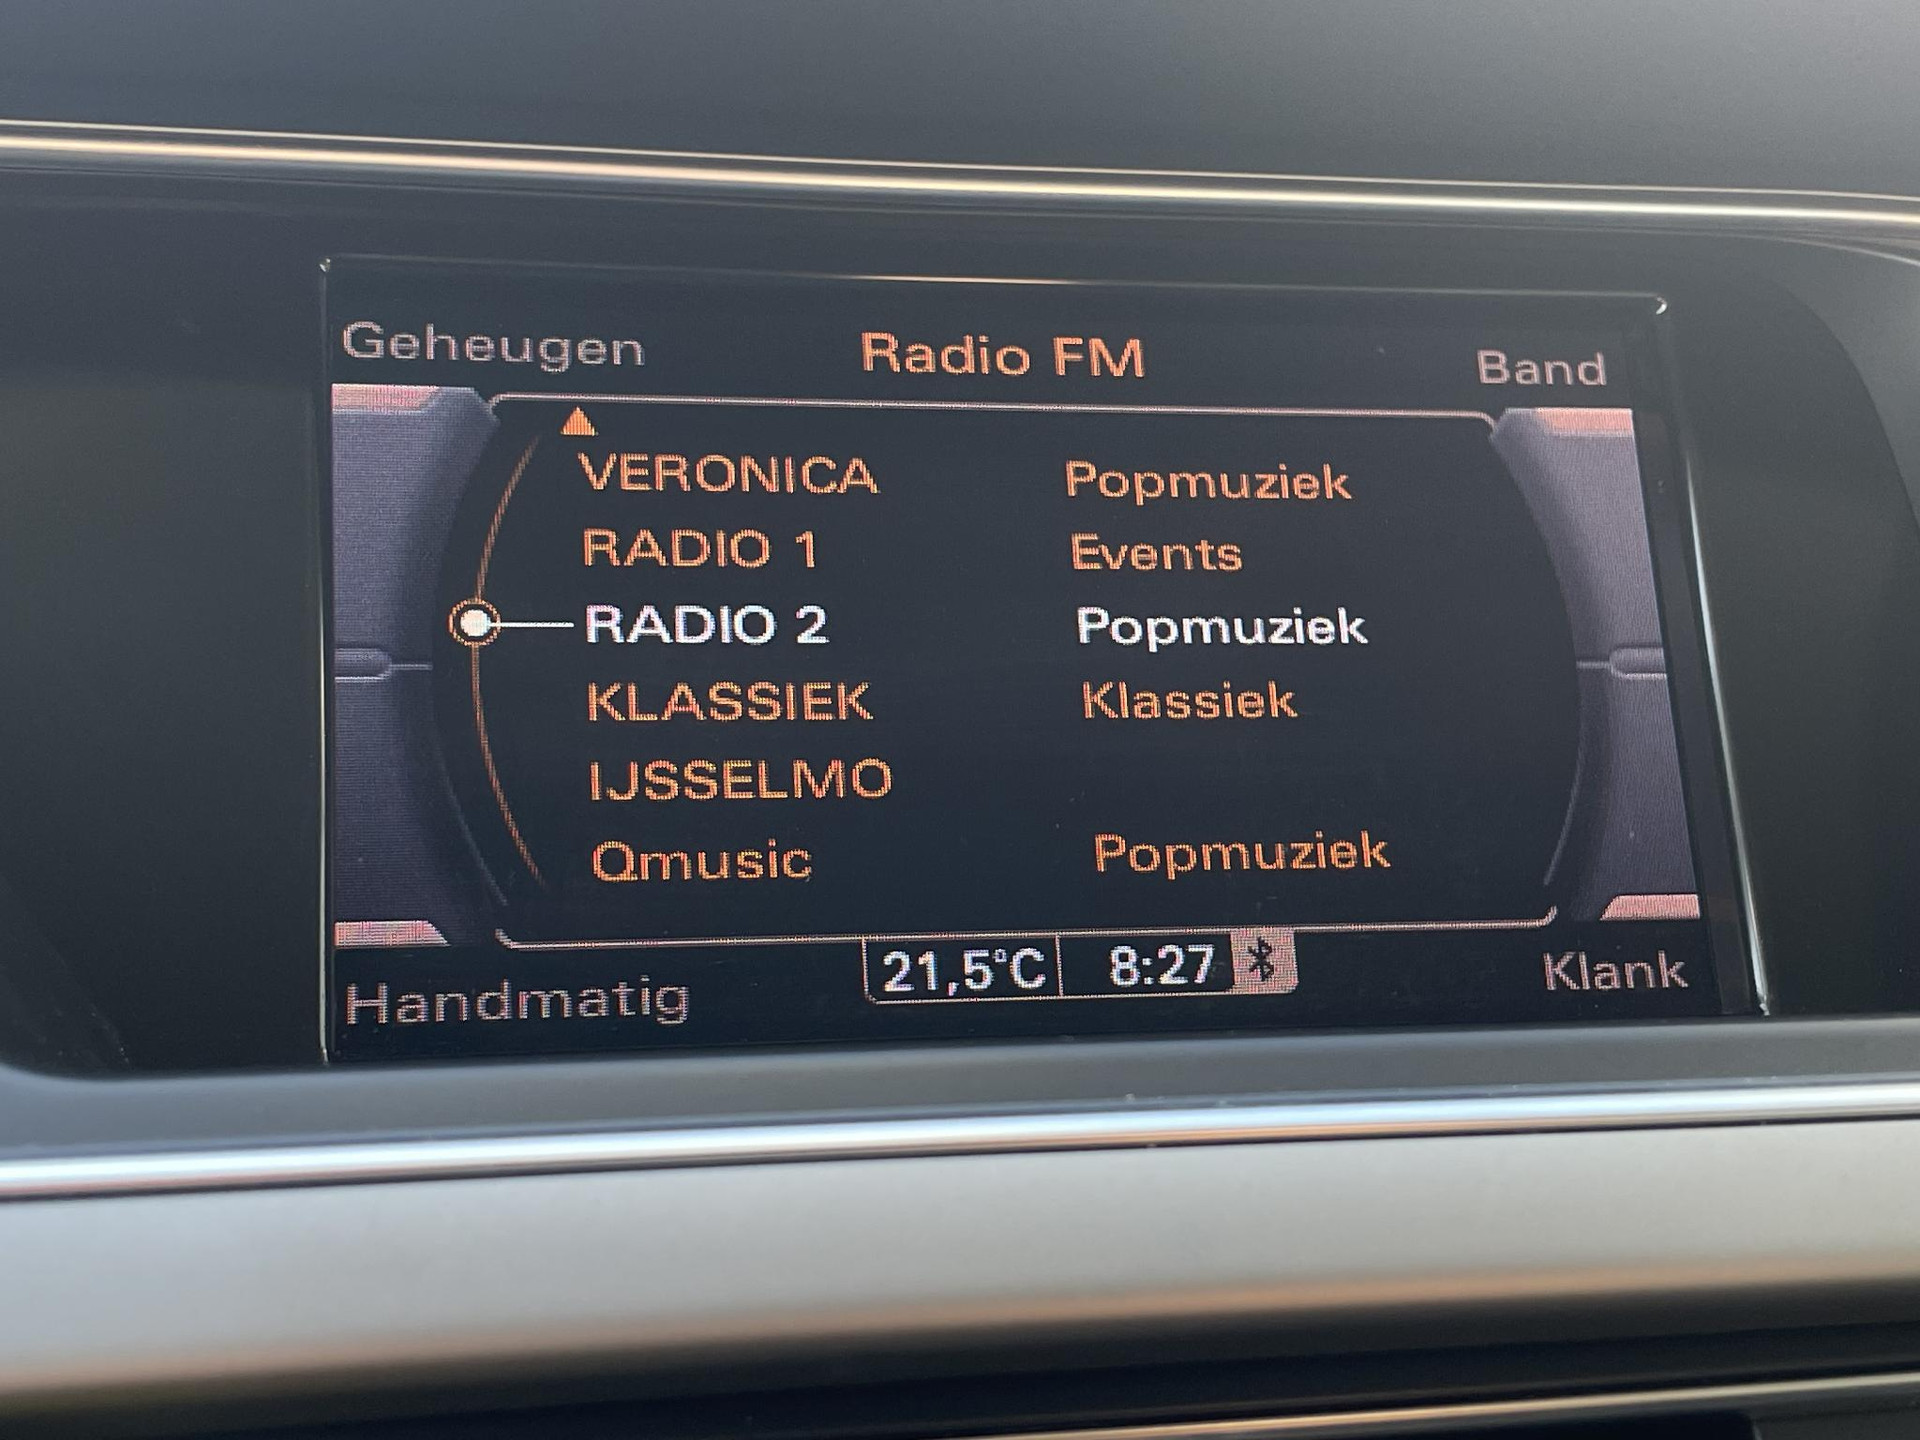 Geheugen Radio FM Band
VERONICA Popmuziek
RADIO 1 Events
RADIO 2 Popmuziek
KLASSIEK Klassiek
IJSSELMO
Qmusic Popmuziek
Handmatig 21,5°C 8:27 Klank